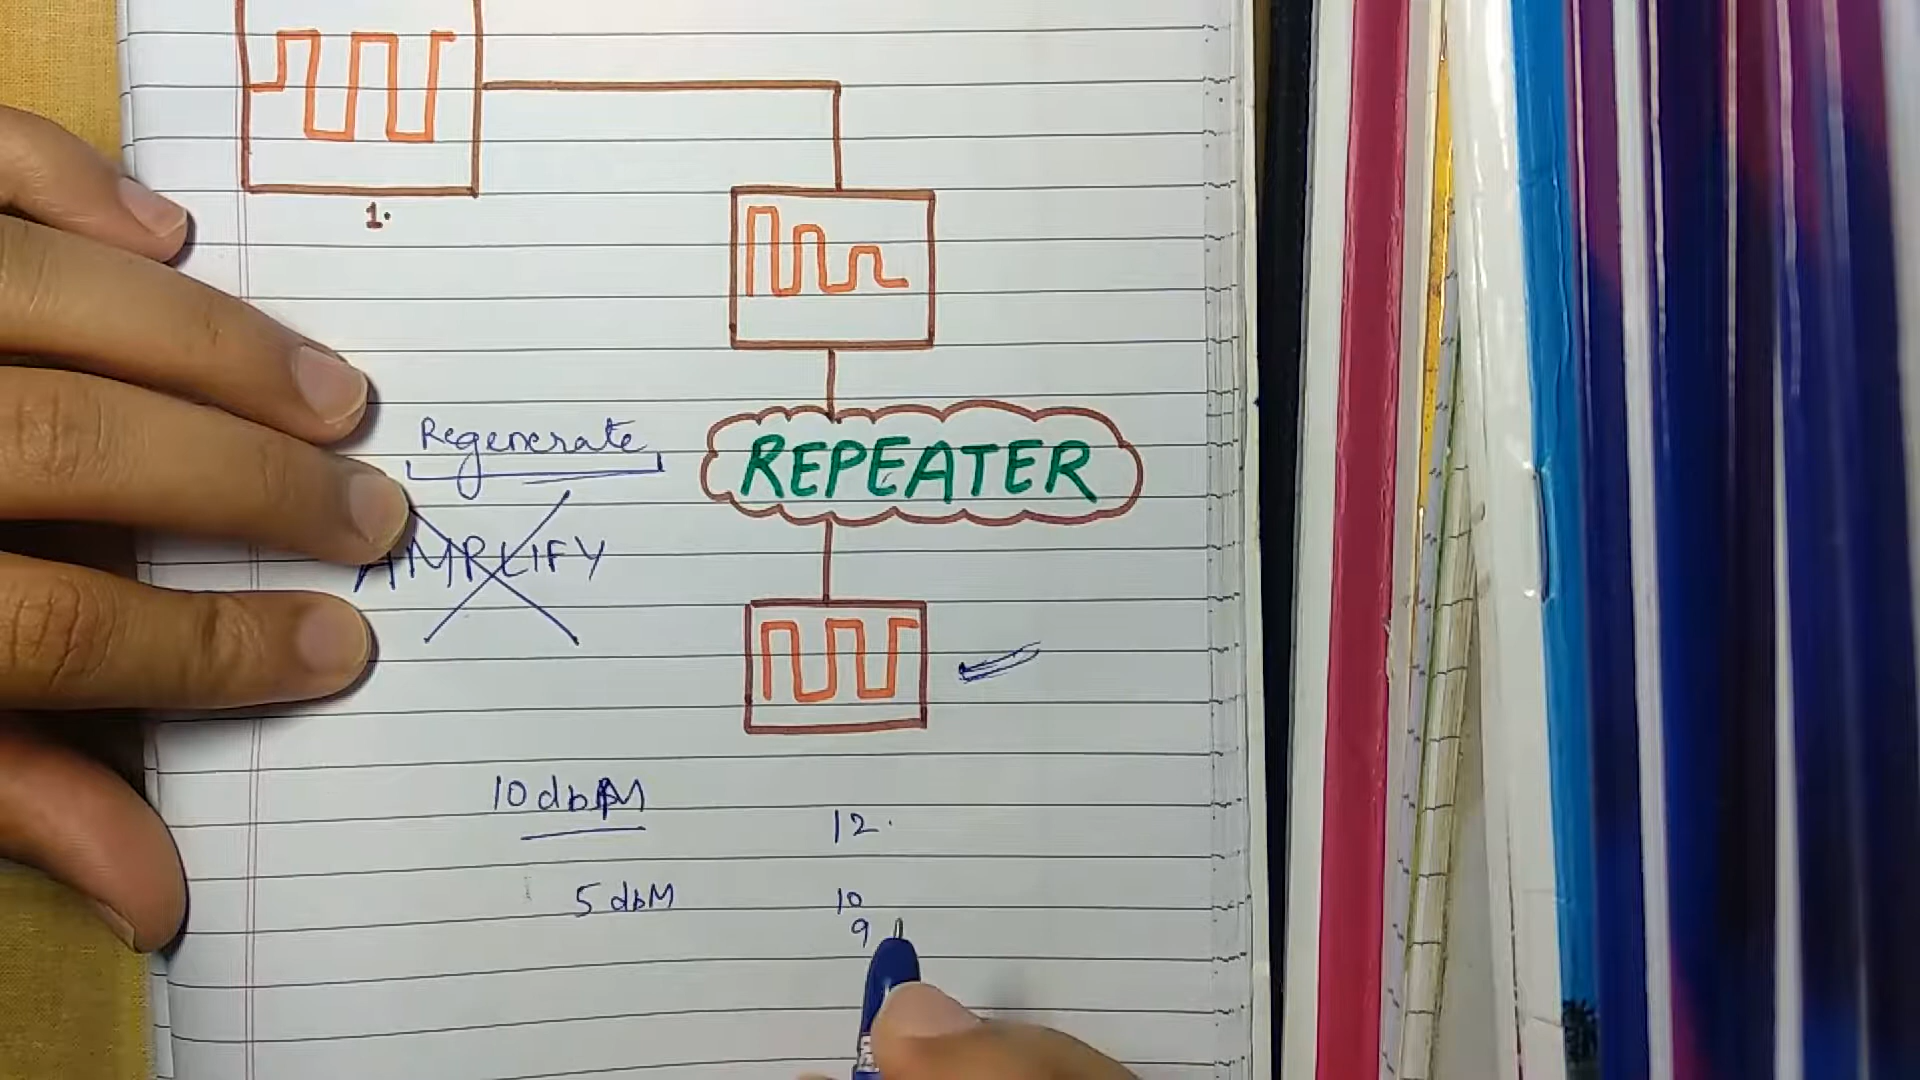 1.
Regenerate
REPEATER
AMPLIFY
10 dbM
12.
5 dbM
10
9